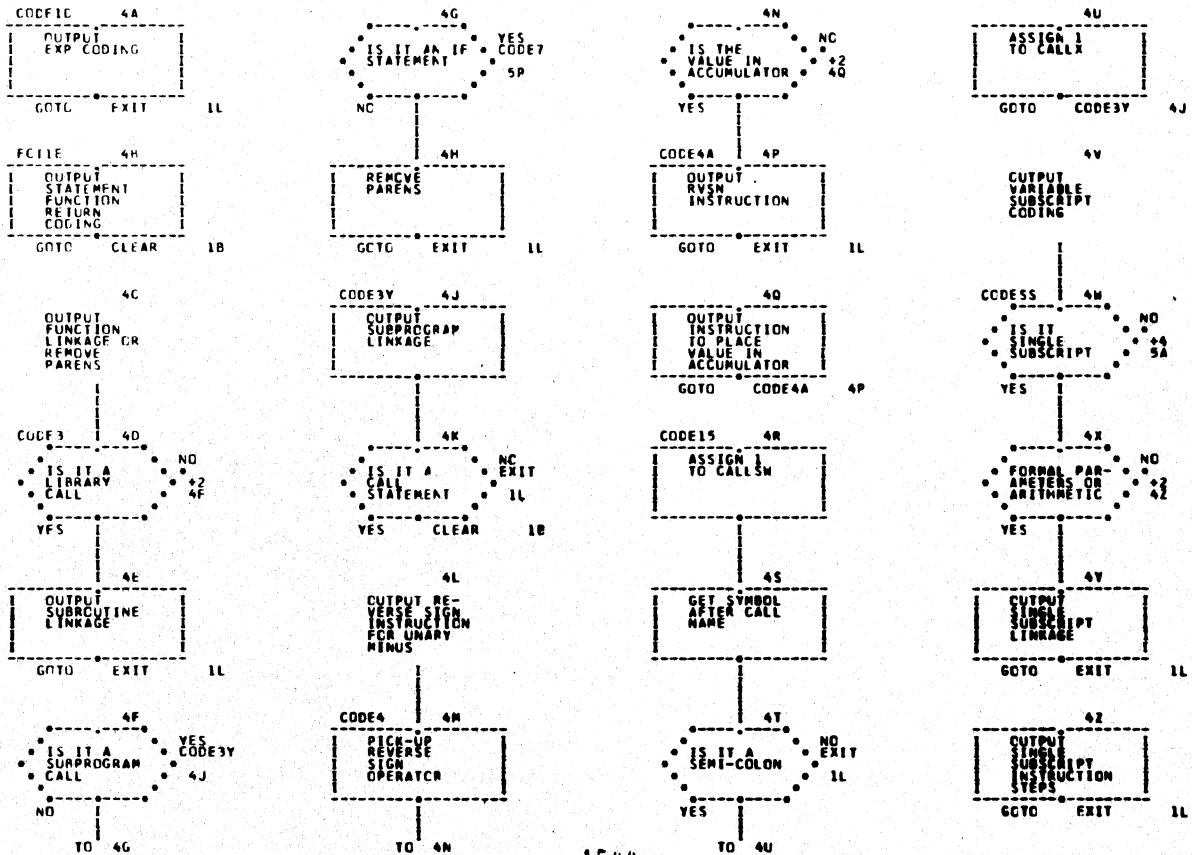 CODE1C 4A
OUTPUT
EXP CODING
GOTO EXIT 1L
FCI1E 4B
OUTPUT
STATEMENT
FUNCTION
RETURN
CODING
GOTO CLEAR 1B
4C
OUTPUT
FUNCTION
LINKAGE OR
REMOVE
PARENS
CODE3 4D
IS IT A
LIBRARY
CALL
NO
+2
4F
YES
4E
OUTPUT
SUBROUTINE
LINKAGE
GOTO EXIT 1L
4F
IS IT A
SUBPROGRAM
CALL
YES
CODE3Y
4J
NO
TO 4G
4G
IS IT AN IF
STATEMENT
YES
CODE7
5P
NO
4H
REMOVE
PARENS
GOTO EXIT 1L
CODE3Y 4J
OUTPUT
SUBPROGRAM
LINKAGE
4K
IS IT A
CALL
STATEMENT
NO
EXIT
1L
YES CLEAR 1B
4L
OUTPUT RE-
VERSE SIGN
INSTRUCTION
FOR UNARY
MINUS
CODE4 4M
PICK-UP
REVERSE
SIGN
OPERATOR
TO 4N
4N
IS THE
VALUE IN
ACCUMULATOR
NO
+2
4Q
YES
CODE4A 4P
OUTPUT
RVSN
INSTRUCTION
GOTO EXIT 1L
4Q
OUTPUT
INSTRUCTION
TO PLACE
VALUE IN
ACCUMULATOR
GOTO CODE4A 4P
CODE15 4R
ASSIGN 1
TO CALLSW
4S
GET SYMBOL
AFTER CALL
NAME
4T
IS IT A
SEMI-COLON
NO
EXIT
1L
YES
TO 4U
4U
ASSIGN 1
TO CALLX
GOTO CODE3Y 4J
4V
OUTPUT
VARIABLE
SUBSCRIPT
CODING
CODESS 4W
IS IT
SINGLE
SUBSCRIPT
NO
+4
5A
YES
4X
FORMAL PAR-
AMETERS OR
ARITHMETIC
NO
+2
4Z
YES
4Y
OUTPUT
SINGLE
SUBSCRIPT
LINKAGE
GOTO EXIT 1L
4Z
OUTPUT
SINGLE
SUBSCRIPT
INSTRUCTION
STEPS
GOTO EXIT 1L